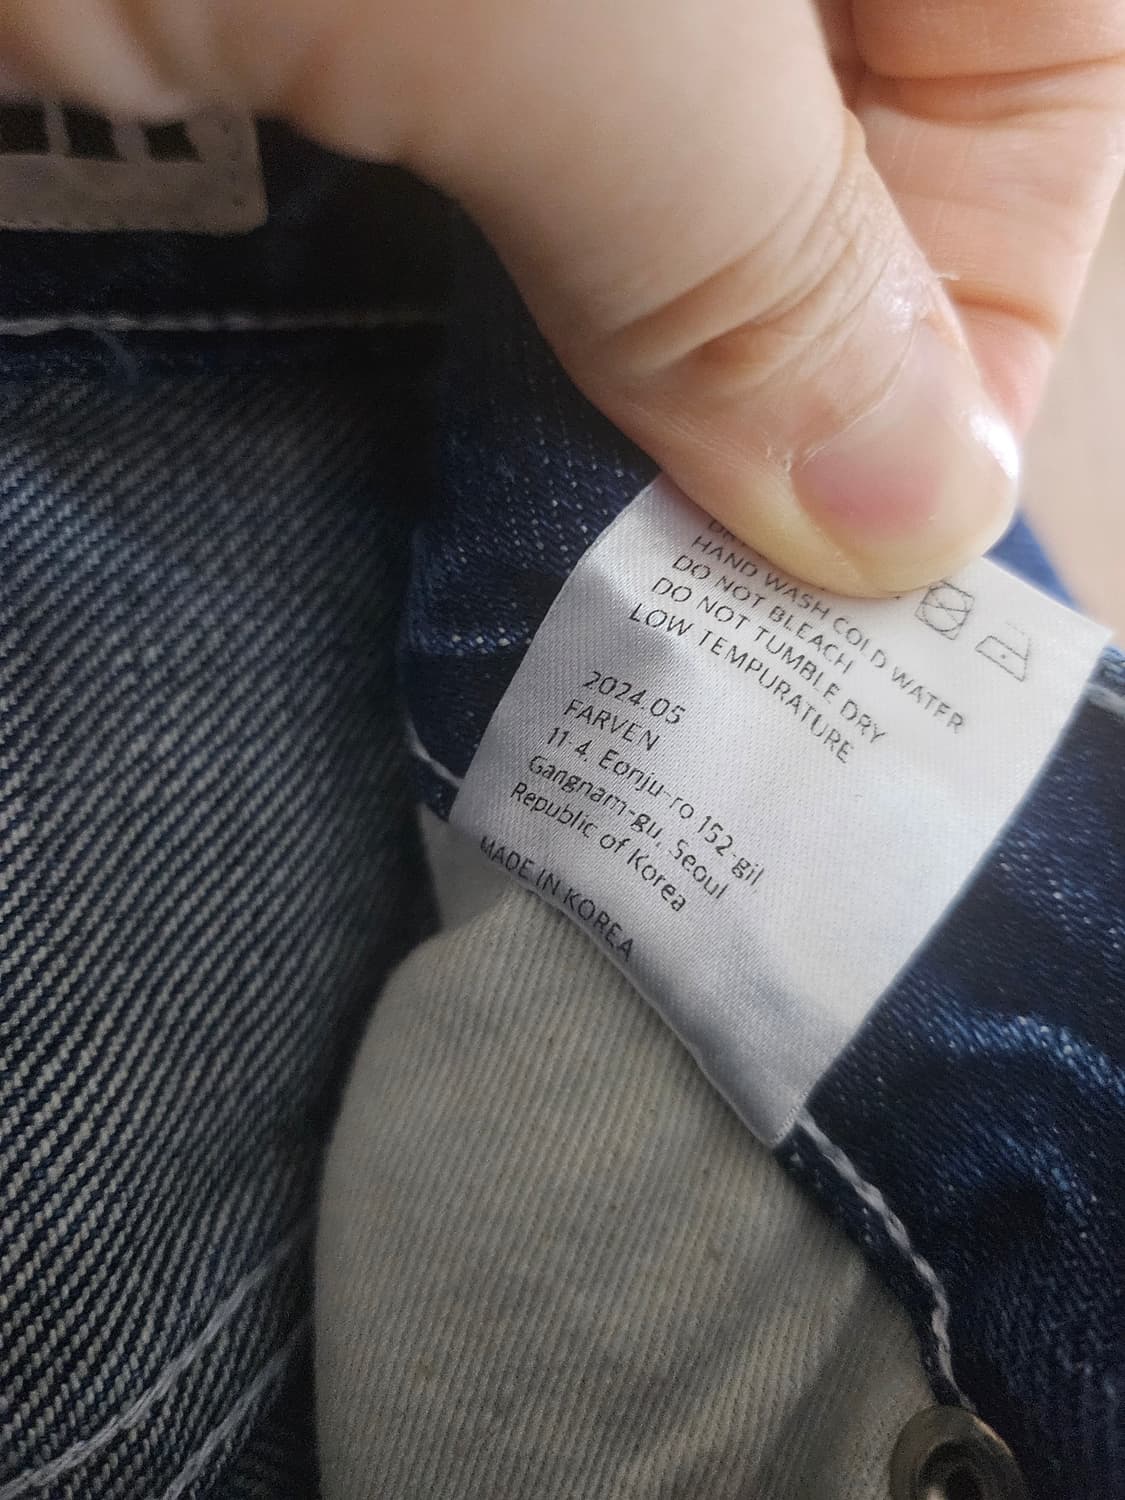 HAND WASH COLD WATER
DO NOT BLEACH
DO NOT TUMBLE DRY
LOW TEMPURATURE
2024.05
FARVEN
11-4, Eonju-ro 152-gil,
Gangnam-gu, Seoul
Republic of Korea
MADE IN KOREA